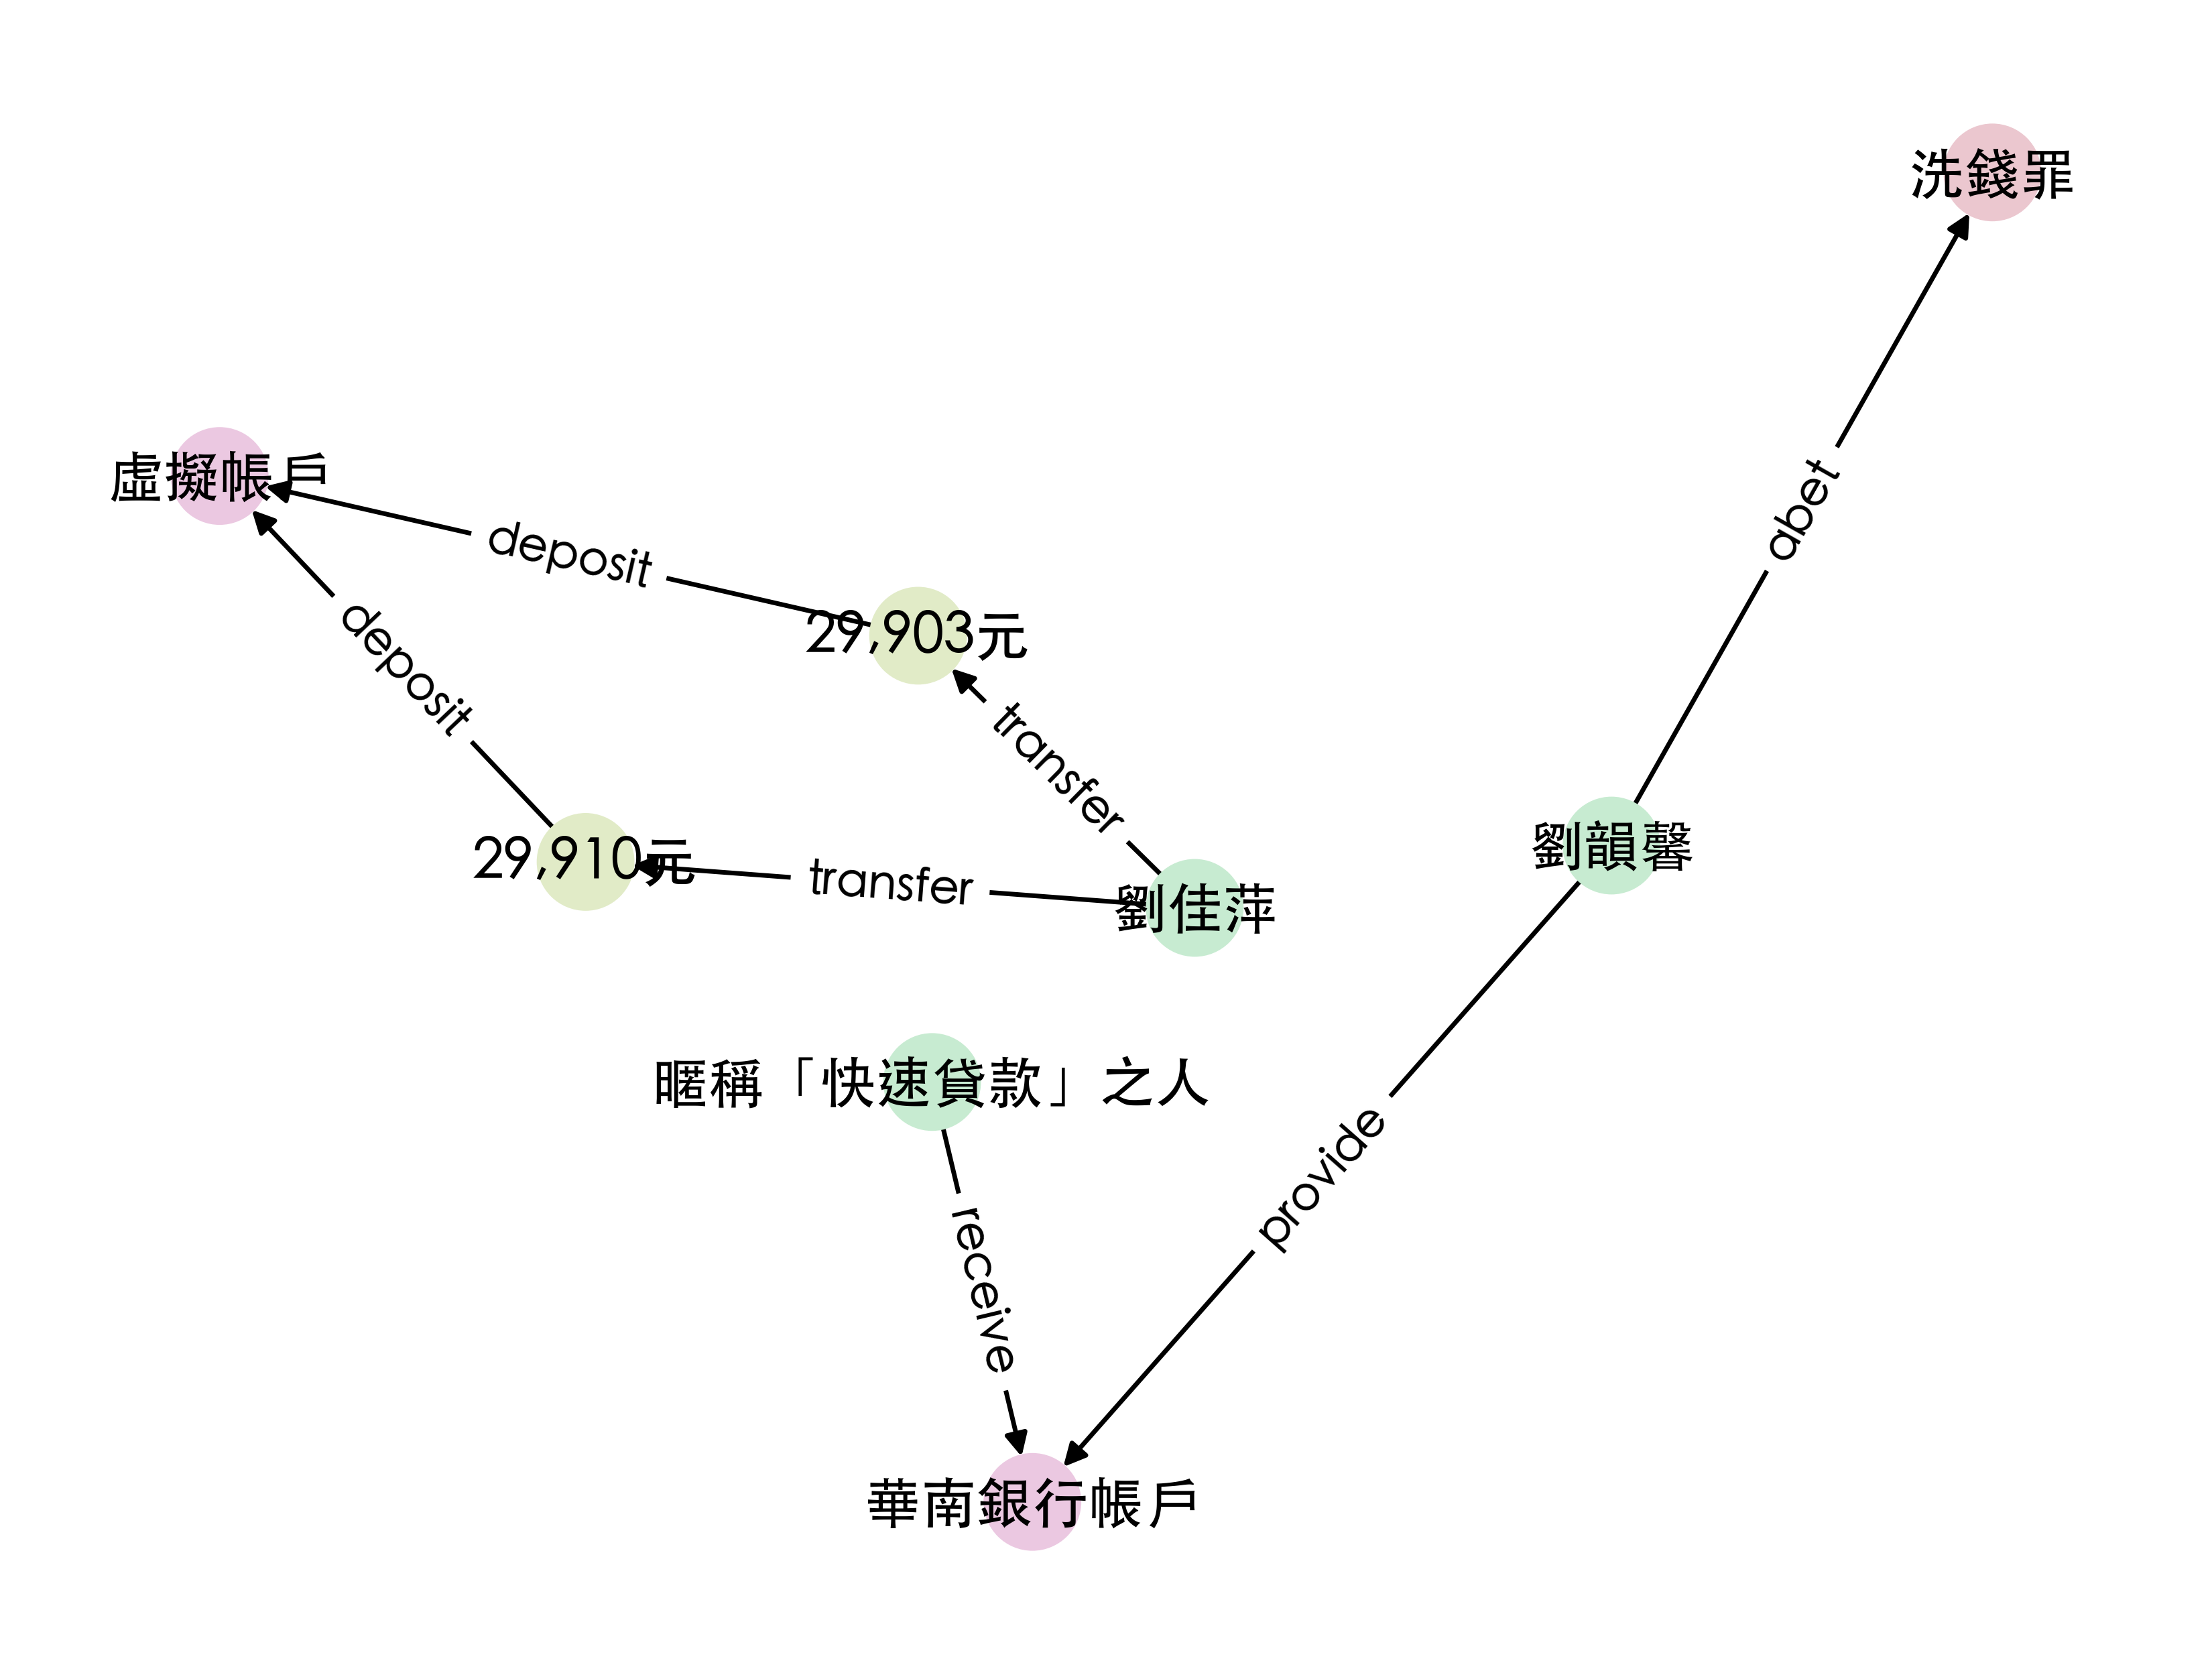 洗錢罪
虛擬帳戶
abet
deposit
29,903元
deposit
transfer
劉韻馨
29,910元
transfer
劉佳萍
暱稱「快速貸款」之人
provide
receive
華南銀行帳戶